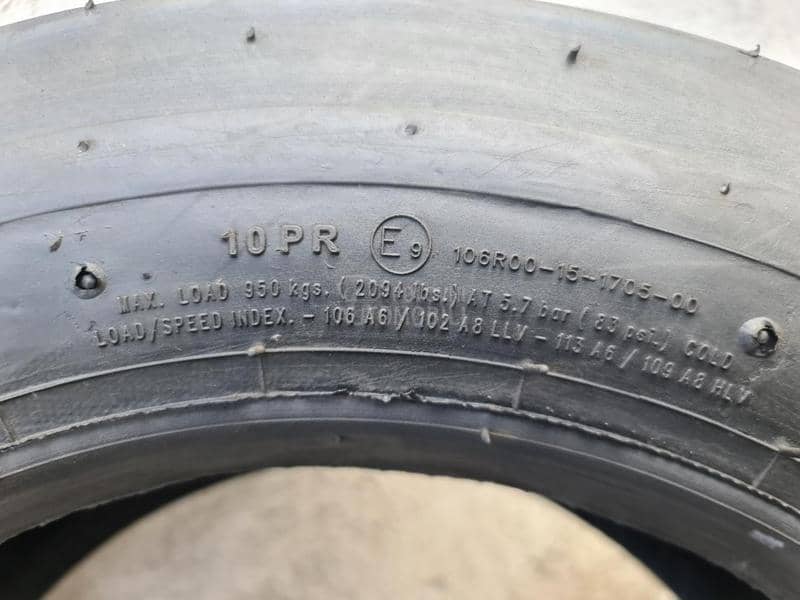 10PR E9 106R00-15-1705-00
MAX. LOAD 950 kgs. ( 2094 lbs.) AT 5.7 bar ( 83 psi.) COLD
LOAD/SPEED INDEX. - 106 A6 / 102 A8 LLV - 113 A6 / 109 A8 HLV